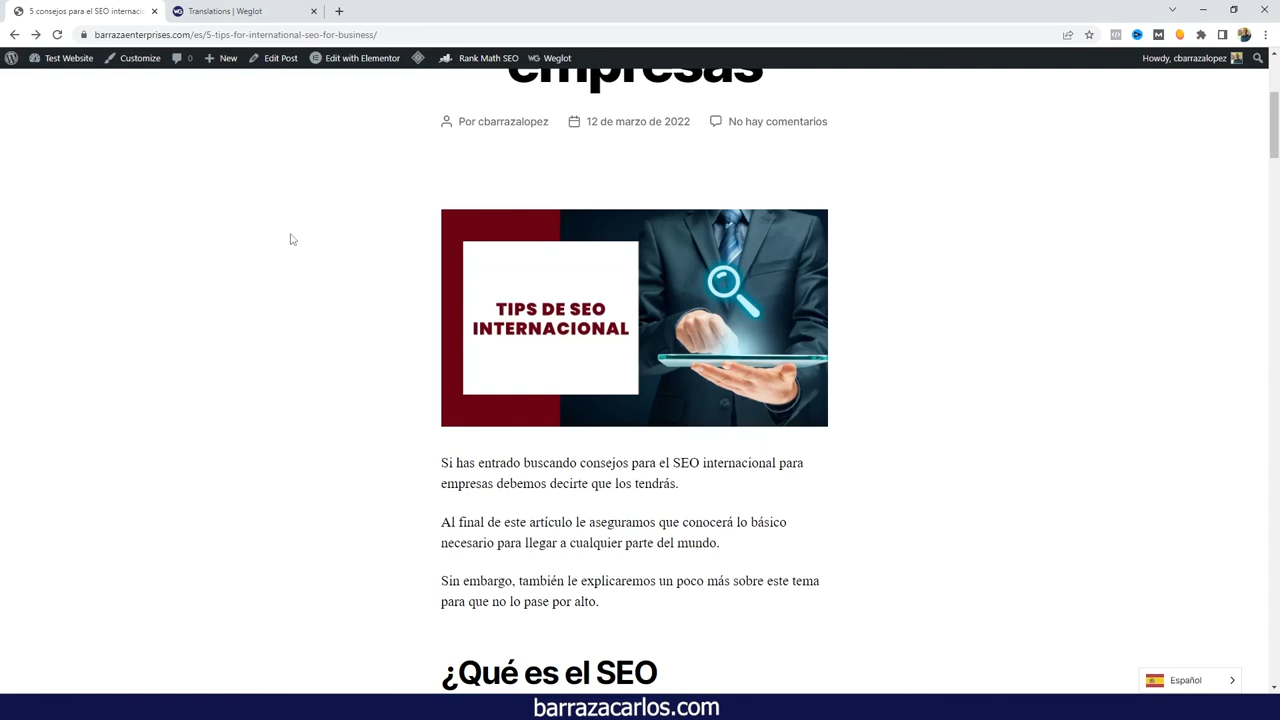 5 consejos para el SEO internacio
Translations | Weglot
barrazaenterprises.com/es/5-tips-for-international-seo-for-business/
Test Website
Customize
0
New
Edit Post
Edit with Elementor
Rank Math SEO
WG Weglot
Howdy, cbarrazalopez
empresas
Por cbarrazalopez
12 de marzo de 2022
No hay comentarios
TIPS DE SEO
INTERNACIONAL
Si has entrado buscando consejos para el SEO internacional para
empresas debemos decirte que los tendrás.
Al final de este artículo le aseguramos que conocerá lo básico
necesario para llegar a cualquier parte del mundo.
Sin embargo, también le explicaremos un poco más sobre este tema
para que no lo pase por alto.
¿Qué es el SEO
Español
barrazacarlos.com